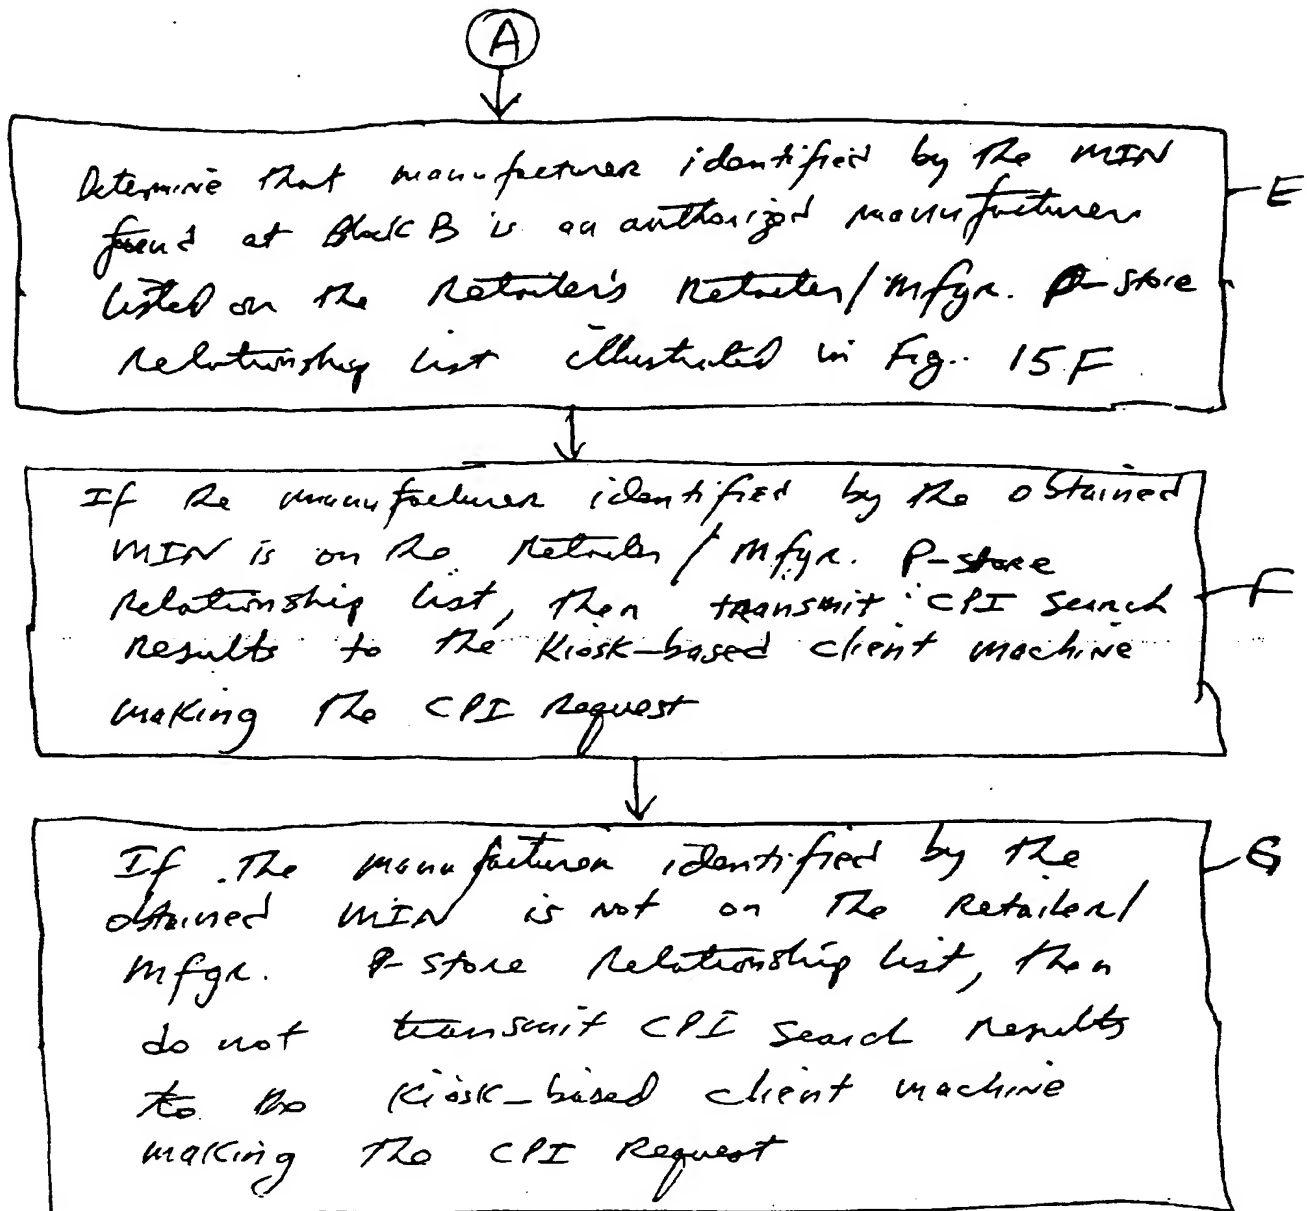 A
Determine that manufacturer identified by the MIN
found at Block B is an authorized manufacturer
listed on the Retailer's Retailer/mfgr. P-store
relationship list illustrated in Fig. 15F
E
If the manufacturer identified by the obtained
MIN is on the Retailer/mfgr. P-store
relationship list, then transmit CPI search
results to the Kiosk-based client machine
making the CPI Request
F
If the manufacturer identified by the
obtained MIN is not on the Retailer/
mfgr. P-store relationship list, then
do not transmit CPI search results
to the Kiosk-based client machine
making the CPI Request
G